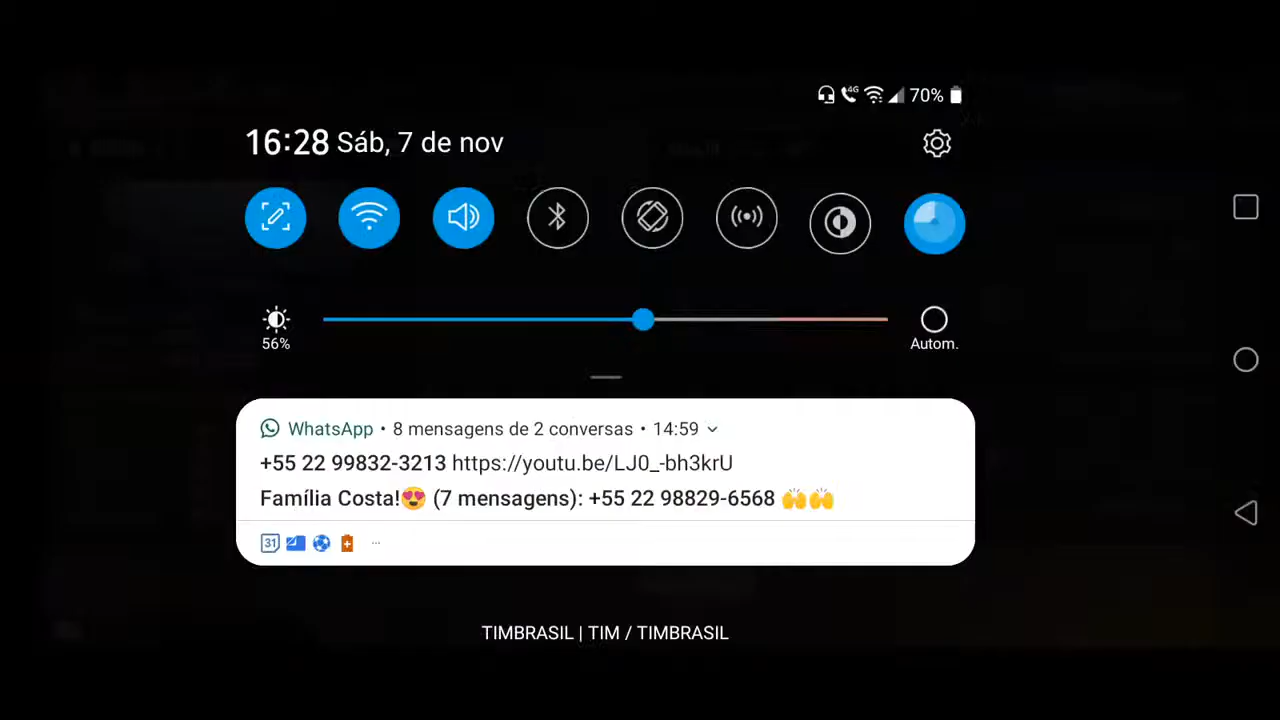 4G 70%
16:28 Sáb, 7 de nov
56%
Autom.
WhatsApp • 8 mensagens de 2 conversas • 14:59
+55 22 99832-3213 https://youtu.be/LJ0_-bh3krU
Família Costa!😍 (7 mensagens): +55 22 98829-6568 🙌🙌
31 ...
TIMBRASIL | TIM / TIMBRASIL